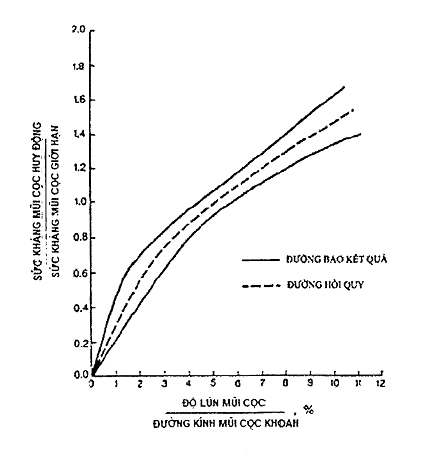 2.0
1.8
1.6
1,4
1.2
1.0
0.8
0.6
0.4
0.2
0.0
SỨC KHÁNG MŨI CỌC HUY ĐỘNG
SỨC KHÁNG MŨI CỌC GIỚI HẠN
ĐƯỜNG BAO KẾT QUẢ
ĐƯỜNG HỒI QUY
0 1 2 3 4 5 6 7 8 9 10 11 12
ĐỘ LÚN MŨI CỌC
, %
ĐƯỜNG KÍNH MŨI CỌC KHOAN